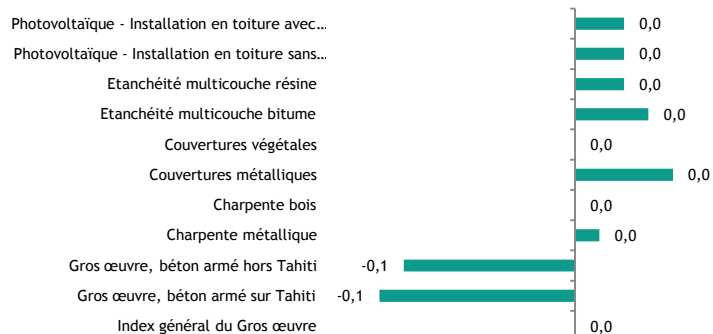 Photovoltaïque - Installation en toiture avec… 0,0
Photovoltaïque - Installation en toiture sans… 0,0
Etanchéité multicouche résine 0,0
Etanchéité multicouche bitume 0,0
Couvertures végétales 0,0
Couvertures métalliques 0,0
Charpente bois 0,0
Charpente métallique 0,0
Gros œuvre, béton armé hors Tahiti -0,1
Gros œuvre, béton armé sur Tahiti -0,1
Index général du Gros œuvre 0,0